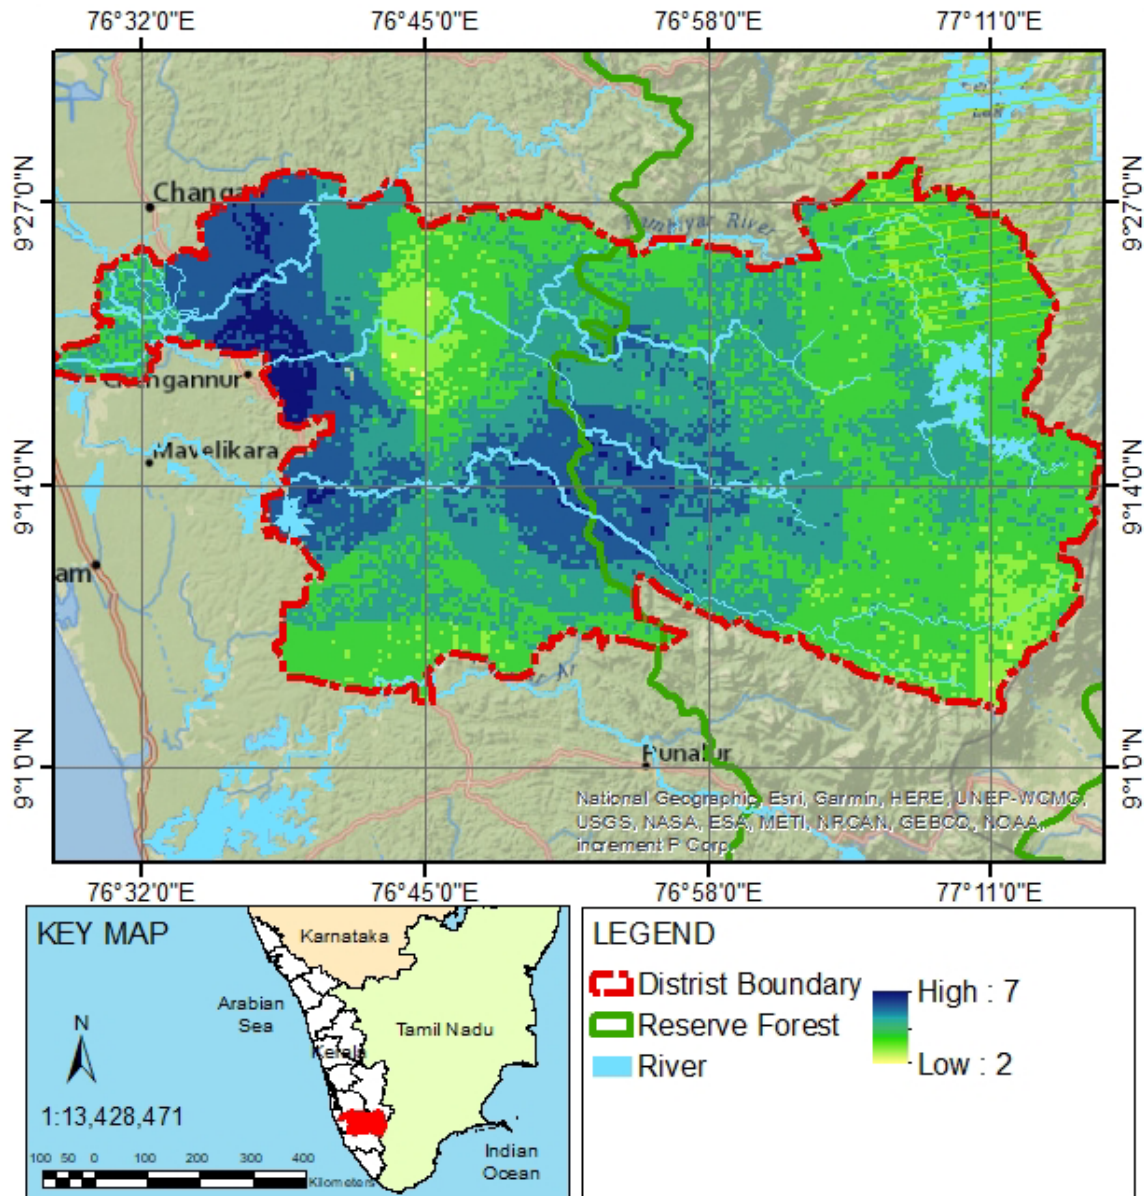 76°32'0"E 76°45'0"E 76°58'0"E 77°11'0"E
9°27'0"N 9°27'0"N
9°14'0"N 9°14'0"N
9°1'0"N 9°1'0"N
River
Mavelikara
am
Punalur
National Geographic, Esri, Garmin, HERE, UNEP-WCMC,
USGS, NASA, ESA, METI, NRCAN, GEBCO, NOAA,
increment P Corp.
76°32'0"E 76°45'0"E 76°58'0"E 77°11'0"E
KEY MAP
Karnataka
Arabian
Sea
Tamil Nadu
Kerala
N
1:13,428,471
Indian
Ocean
100 50 0 100 200 300 400
Kilometers
LEGEND
Distrist Boundary
Reserve Forest
River
High : 7
Low : 2